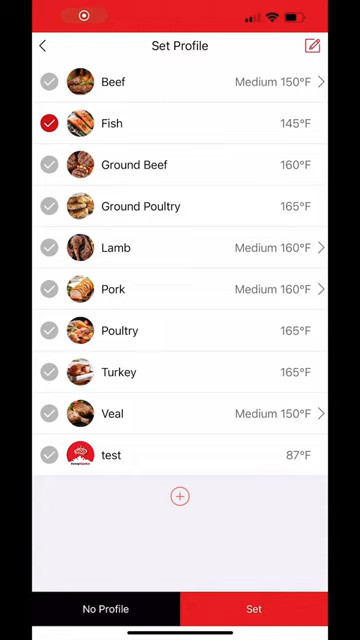 Set Profile
Beef Medium 150°F
Fish 145°F
Ground Beef 160°F
Ground Poultry 165°F
Lamb Medium 160°F
Pork Medium 160°F
Poultry 165°F
Turkey 165°F
Veal Medium 150°F
test 87°F
No Profile Set